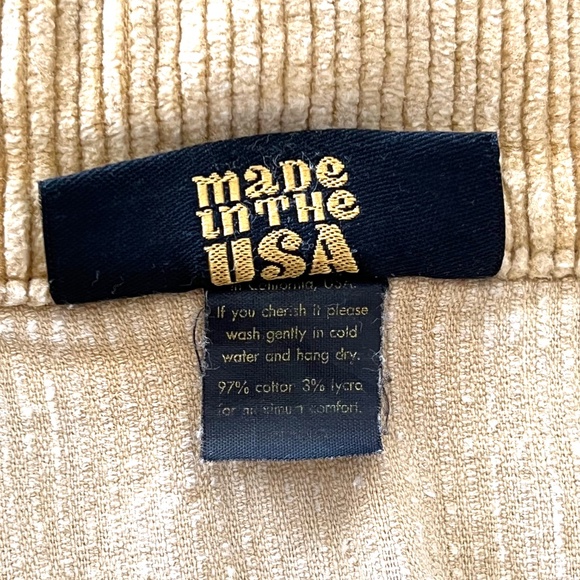 maDe
in THe
USA
in California, USA.
If you cherish it please
wash gently in cold
water and hang dry.
97% cotton 3% lycra
for maximum comfort.